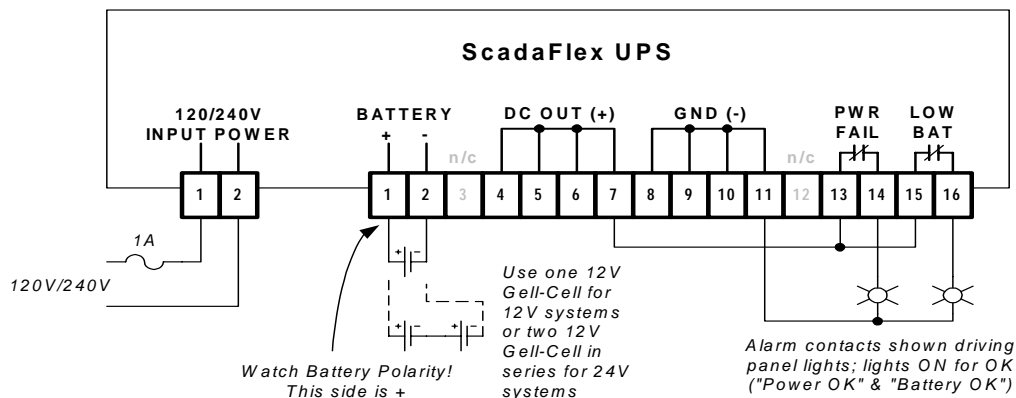 ScadaFlex UPS
120/240V
INPUT POWER
BATTERY
+ -
DC OUT (+)
GND (-)
PWR
FAIL
LOW
BAT
n/c
n/c
1 2
1 2 3 4 5 6 7 8 9 10 11 12 13 14 15 16
1A
120V/240V
+ -
+ - + -
Use one 12V
Gell-Cell for
12V systems
or two 12V
Gell-Cell in
series for 24V
systems
Watch Battery Polarity!
This side is +
Alarm contacts shown driving
panel lights; lights ON for OK
("Power OK" & "Battery OK")